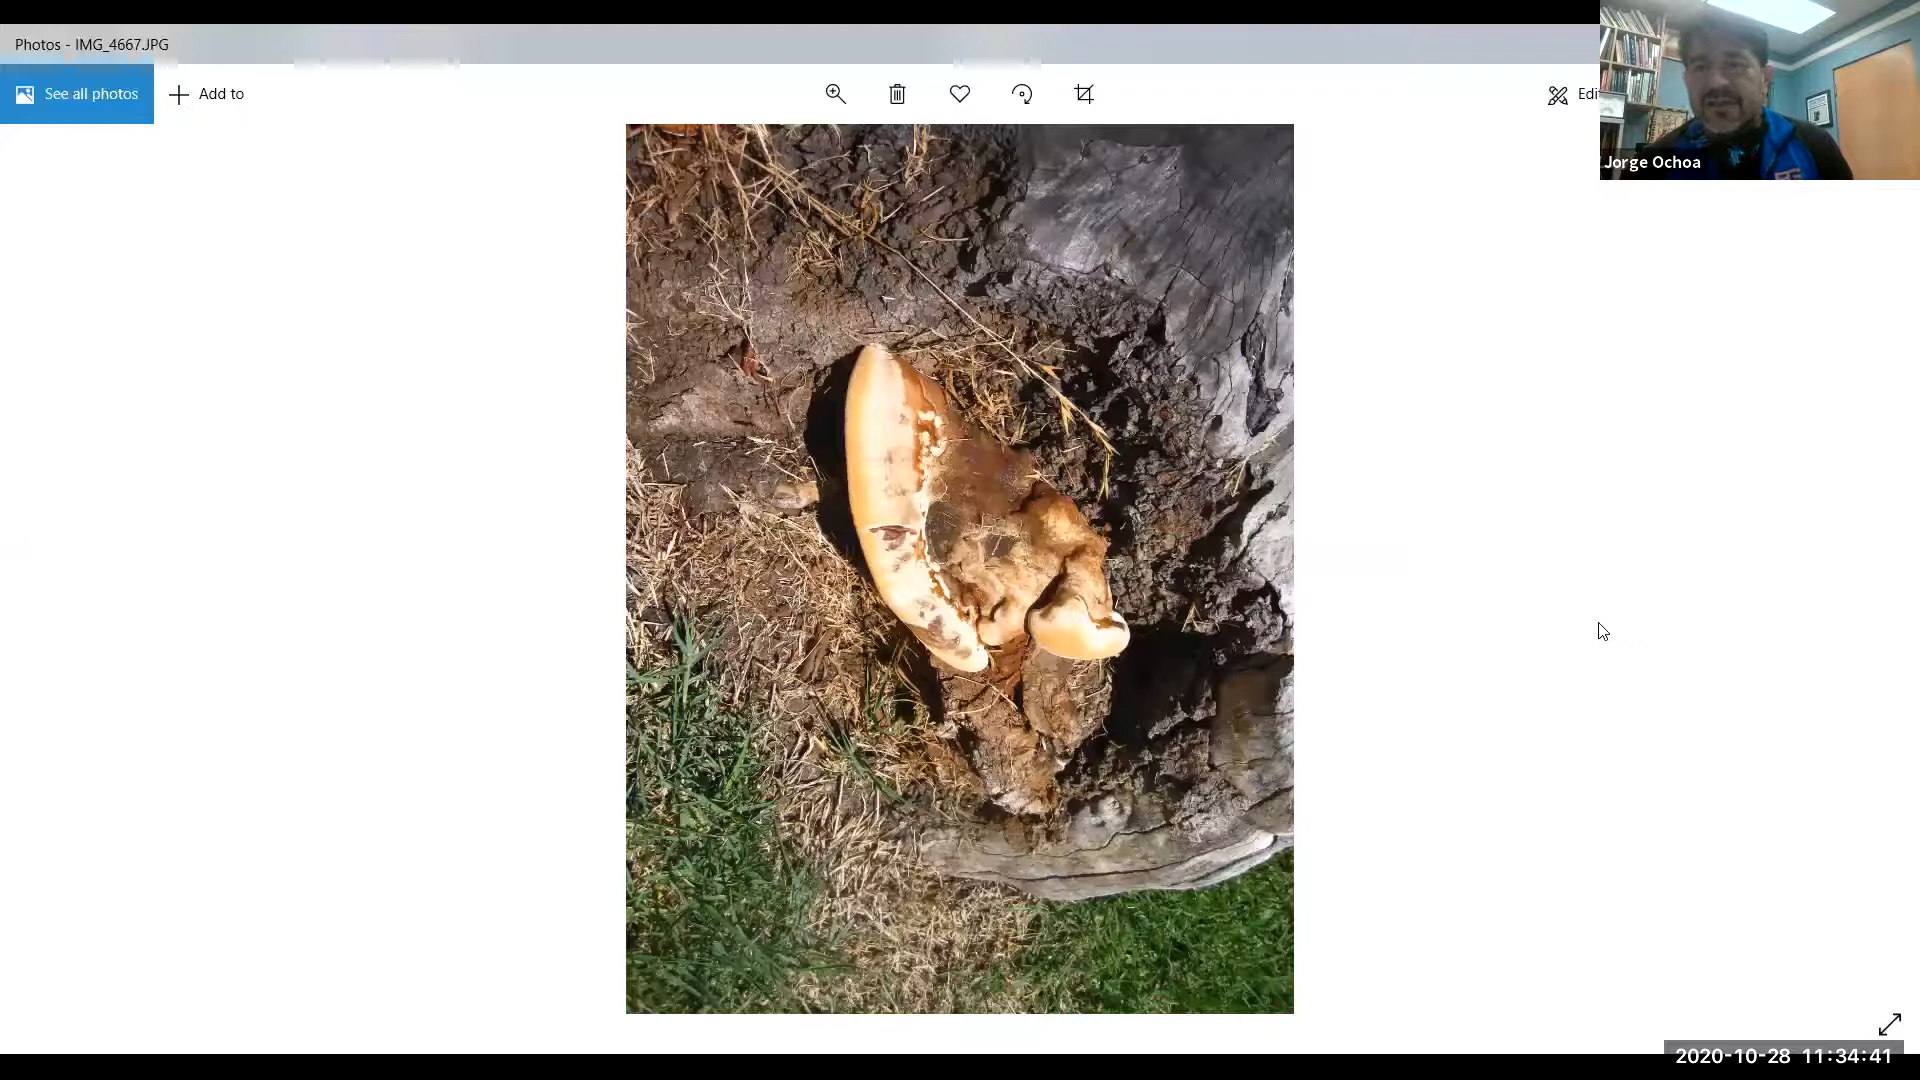 Photos - IMG_4667.JPG
See all photos
Add to
Edi
Jorge Ochoa
2020-10-28 11:34:41